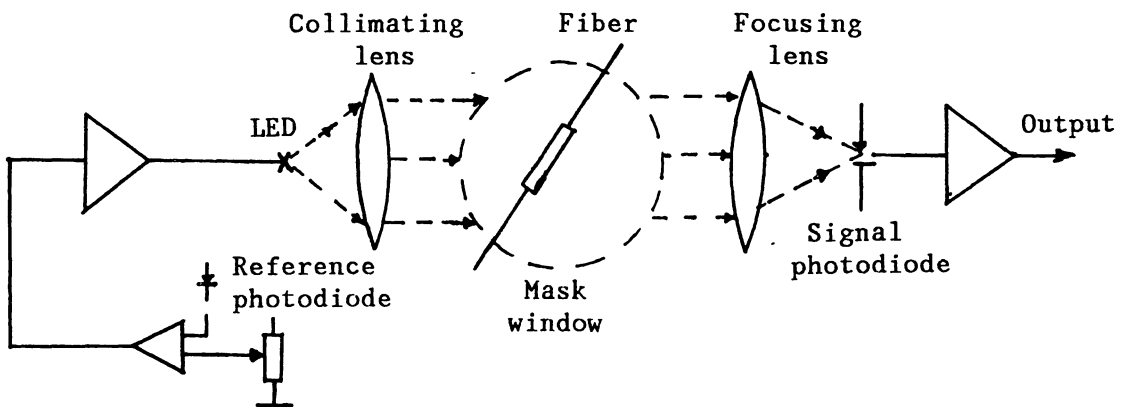 Collimating
lens
Fiber
Focusing
lens
LED
Output
Signal
photodiode
Reference
photodiode
Mask
window